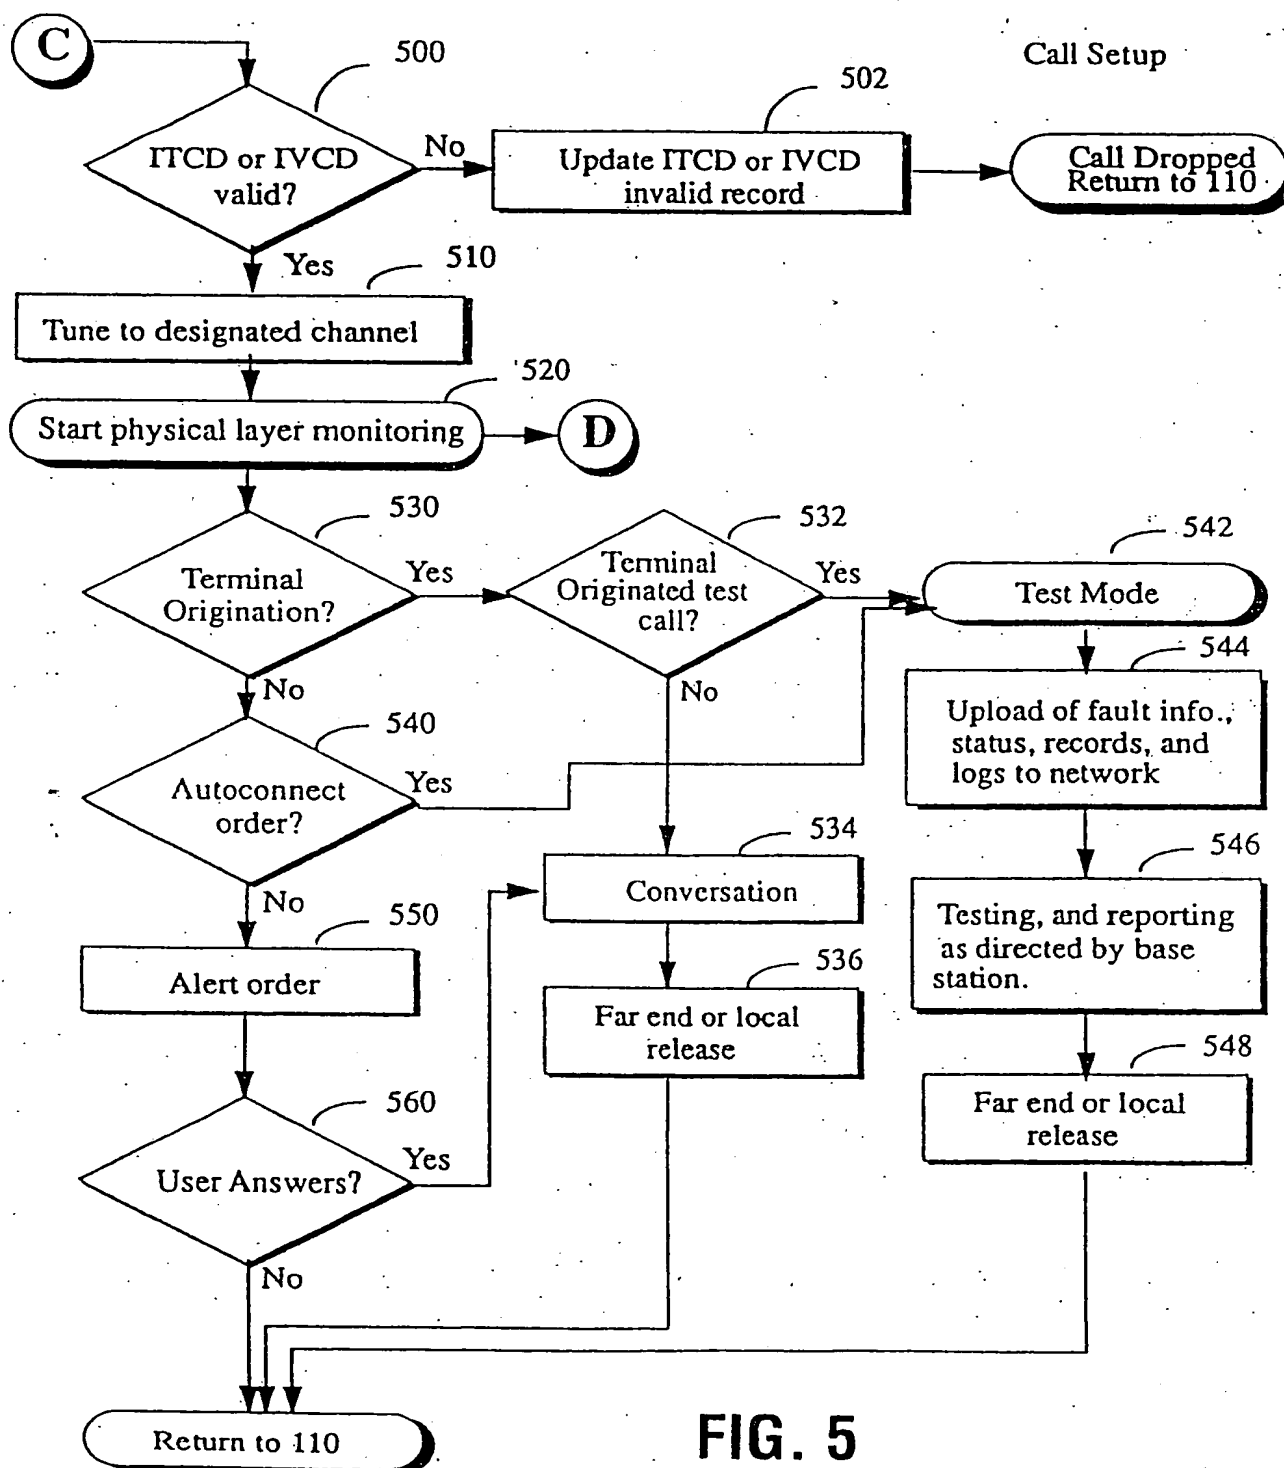 C
500
Call Setup
502
ITCD or IVCD
valid?
No
Update ITCD or IVCD
invalid record
Call Dropped
Return to 110
Yes
510
Tune to designated channel
520
Start physical layer monitoring
D
530
532
542
Terminal
Origination?
Yes
Terminal
Originated test
call?
Yes
Test Mode
No
No
544
540
Upload of fault info.,
status, records, and
logs to network
Autoconnect
order?
Yes
534
546
No
Conversation
550
Testing, and reporting
as directed by base
station.
Alert order
536
Far end or local
release
548
560
Far end or local
release
User Answers?
Yes
No
Return to 110
FIG. 5